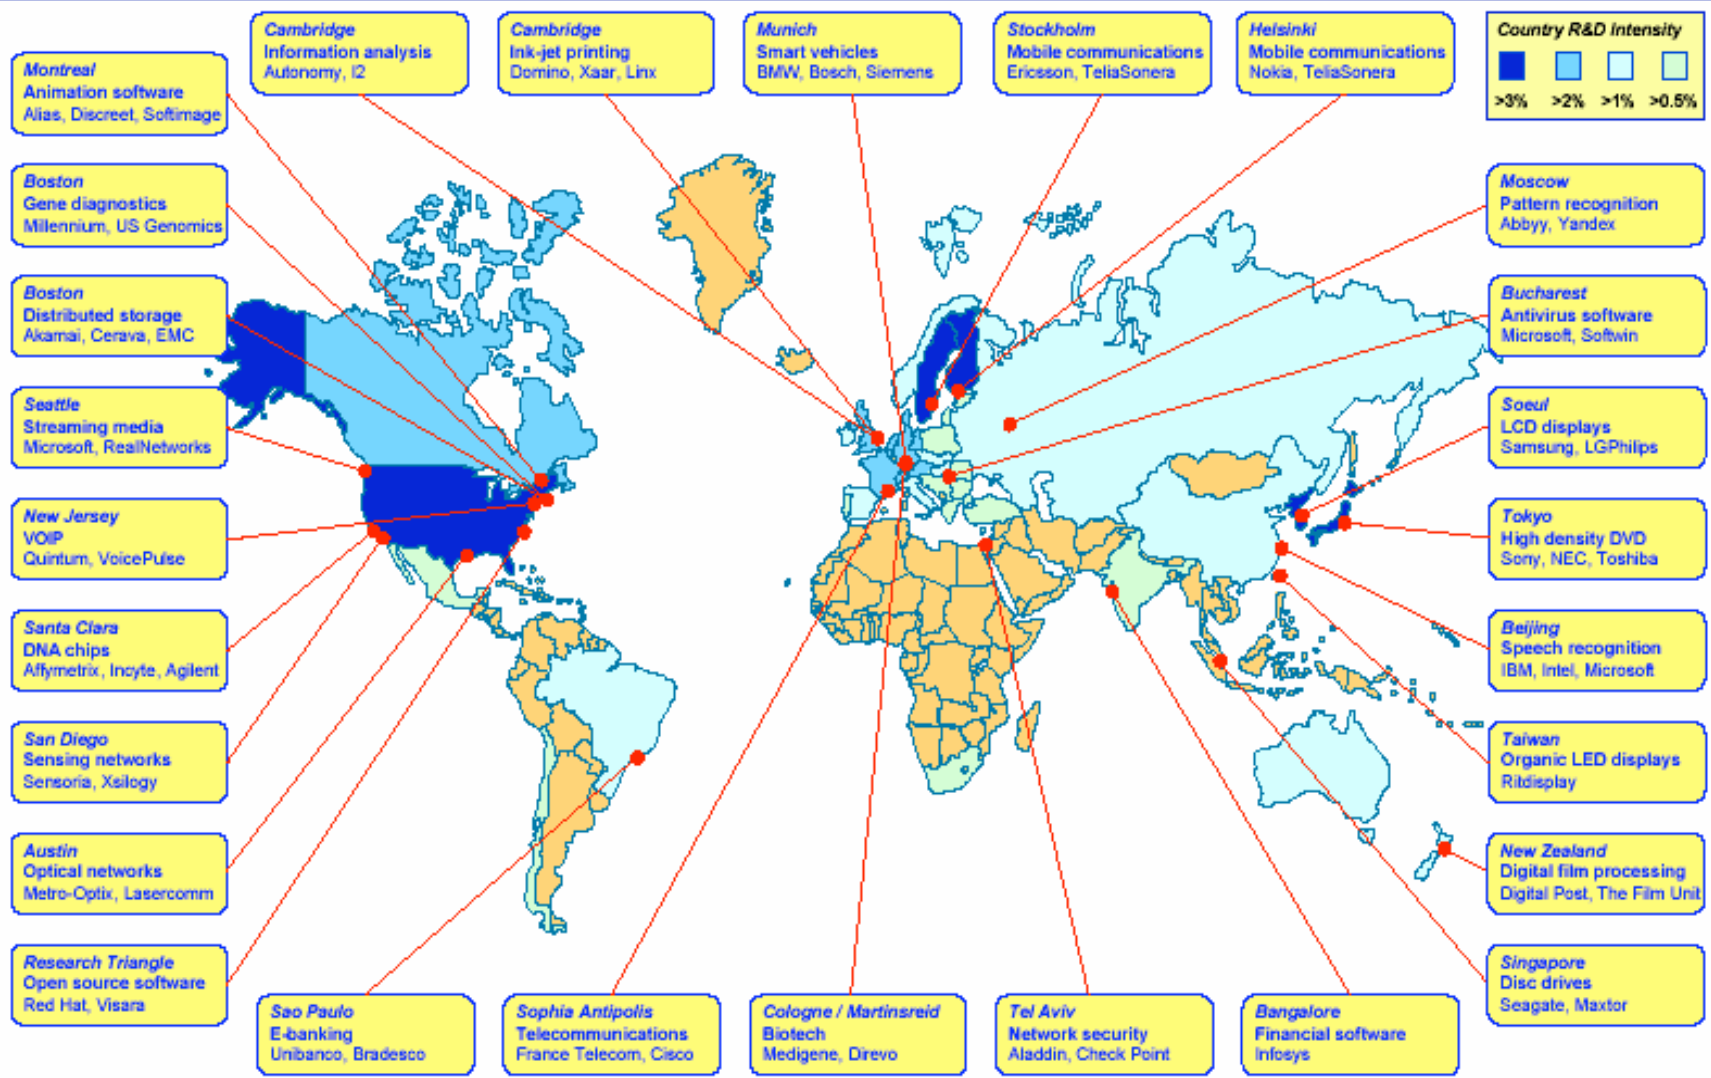 Cambridge
Information analysis
Autonomy, I2
Cambridge
Ink-jet printing
Domino, Xaar, Linx
Munich
Smart vehicles
BMW, Bosch, Siemens
Stockholm
Mobile communications
Ericsson, TeliaSonera
Helsinki
Mobile communications
Nokia, TeliaSonera
Country R&D Intensity
>3% >2% >1% >0.5%
Montreal
Animation software
Alias, Discreet, Softimage
Boston
Gene diagnostics
Millennium, US Genomics
Boston
Distributed storage
Akamai, Cerava, EMC
Seattle
Streaming media
Microsoft, RealNetworks
New Jersey
VOIP
Quintum, VoicePulse
Santa Clara
DNA chips
Affymetrix, Incyte, Agilent
San Diego
Sensing networks
Sensoria, Xsilogy
Austin
Optical networks
Metro-Optix, Lasercomm
Research Triangle
Open source software
Red Hat, Visara
Moscow
Pattern recognition
Abbyy, Yandex
Bucharest
Antivirus software
Microsoft, Softwin
Soeul
LCD displays
Samsung, LGPhilips
Tokyo
High density DVD
Sony, NEC, Toshiba
Beijing
Speech recognition
IBM, Intel, Microsoft
Taiwan
Organic LED displays
Ritdisplay
New Zealand
Digital film processing
Digital Post, The Film Unit
Singapore
Disc drives
Seagate, Maxtor
Sao Paulo
E-banking
Unibanco, Bradesco
Sophia Antipolis
Telecommunications
France Telecom, Cisco
Cologne / Martinsreid
Biotech
Medigene, Direvo
Tel Aviv
Network security
Aladdin, Check Point
Bangalore
Financial software
Infosys